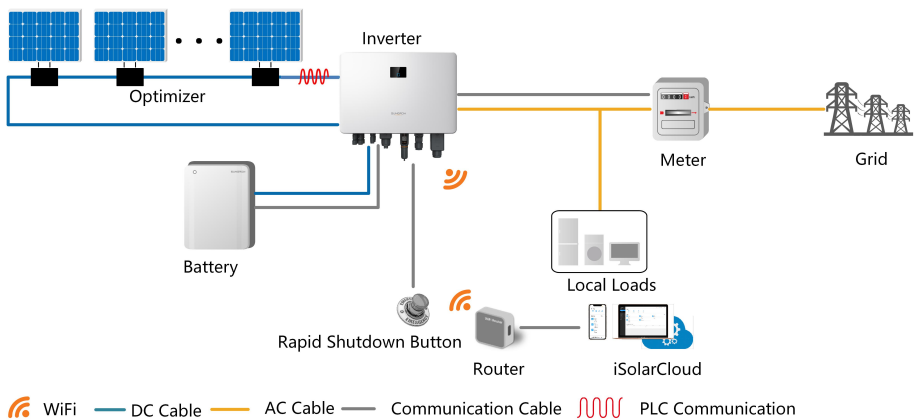 Inverter
Optimizer
Meter
Grid
Battery
Local Loads
Rapid Shutdown Button
Router
iSolarCloud
WiFi
DC Cable
AC Cable
Communication Cable
PLC Communication